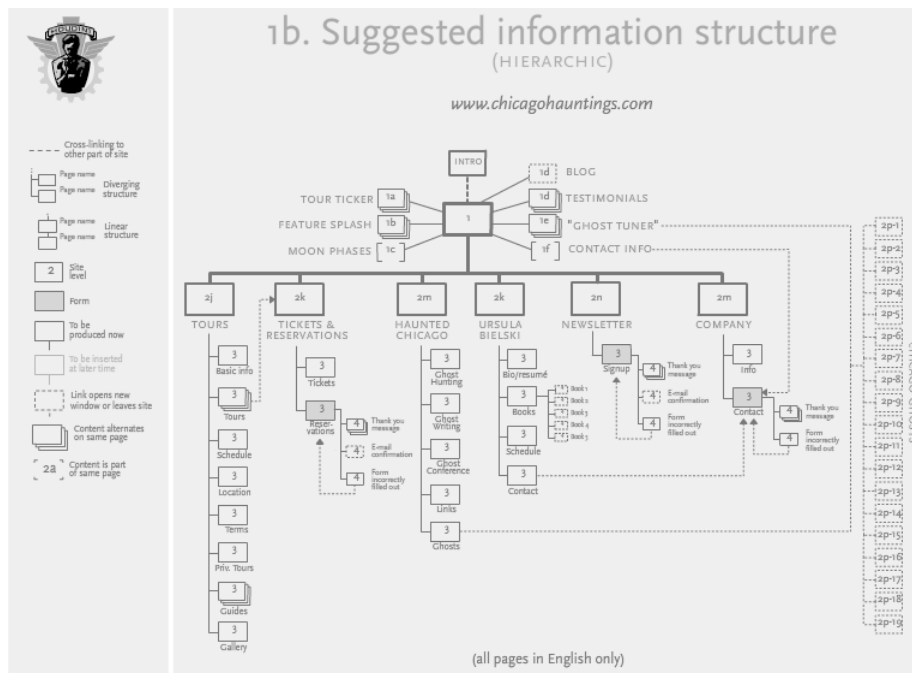 HOUDINI
1b. Suggested information structure
(HIERARCHIC)
www.chicagohauntings.com
Cross-linking to
other part of site
Page name
Page name
Diverging
structure
Page name
Page name
Linear
structure
2
Site
level
Form
To be
produced now
To be inserted
at later time
Link opens new
window or leaves site
Content alternates
on same page
2a
Content is part
of same page
INTRO
1
TOUR TICKER 1a
FEATURE SPLASH 1b
MOON PHASES 1c
1d BLOG
1d TESTIMONIALS
1e "GHOST TUNER"
1f CONTACT INFO
2j
TOURS
3
Basic info
3
Tours
3
Schedule
3
Location
3
Terms
3
Priv. Tours
3
Guides
3
Gallery
2k
TICKETS &
RESERVATIONS
3
Tickets
3
Reser-
vations
4 Thank you
message
4 E-mail
confirmation
4 Form
incorrectly
filled out
2m
HAUNTED
CHICAGO
3
Ghost
Hunting
3
Ghost
Writing
3
Ghost
Conference
3
Links
3
Ghosts
2k
URSULA
BIELSKI
3
Bio/resumé
3
Books
4 Book 1
4 Book 2
4 Book 3
4 Book 4
4 Book 5
3
Schedule
3
Contact
2n
NEWSLETTER
3
Signup
4 Thank you
message
4 E-mail
confirmation
4 Form
incorrectly
filled out
2m
COMPANY
3
Info
3
Contact
4 Thank you
message
4 Form
incorrectly
filled out
2p-1
2p-2
2p-3
2p-4
2p-5
2p-6
2p-7
2p-8
2p-9
2p-10
2p-11
2p-12
2p-13
2p-14
2p-15
2p-16
2p-17
2p-18
2p-19
(all pages in English only)